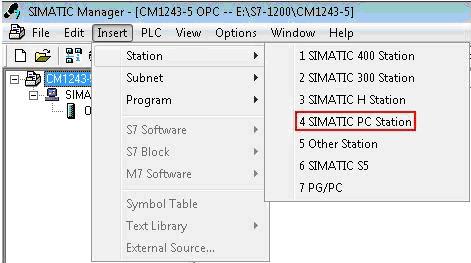 SIMATIC Manager - [CM1243-5 OPC -- E:\S7-1200\CM1243-5]
File Edit Insert PLC View Options Window Help
CM1243-5
SIMA
Station
Subnet
Program
S7 Software
S7 Block
M7 Software
Symbol Table
Text Library
External Source...
1 SIMATIC 400 Station
2 SIMATIC 300 Station
3 SIMATIC H Station
4 SIMATIC PC Station
5 Other Station
6 SIMATIC S5
7 PG/PC